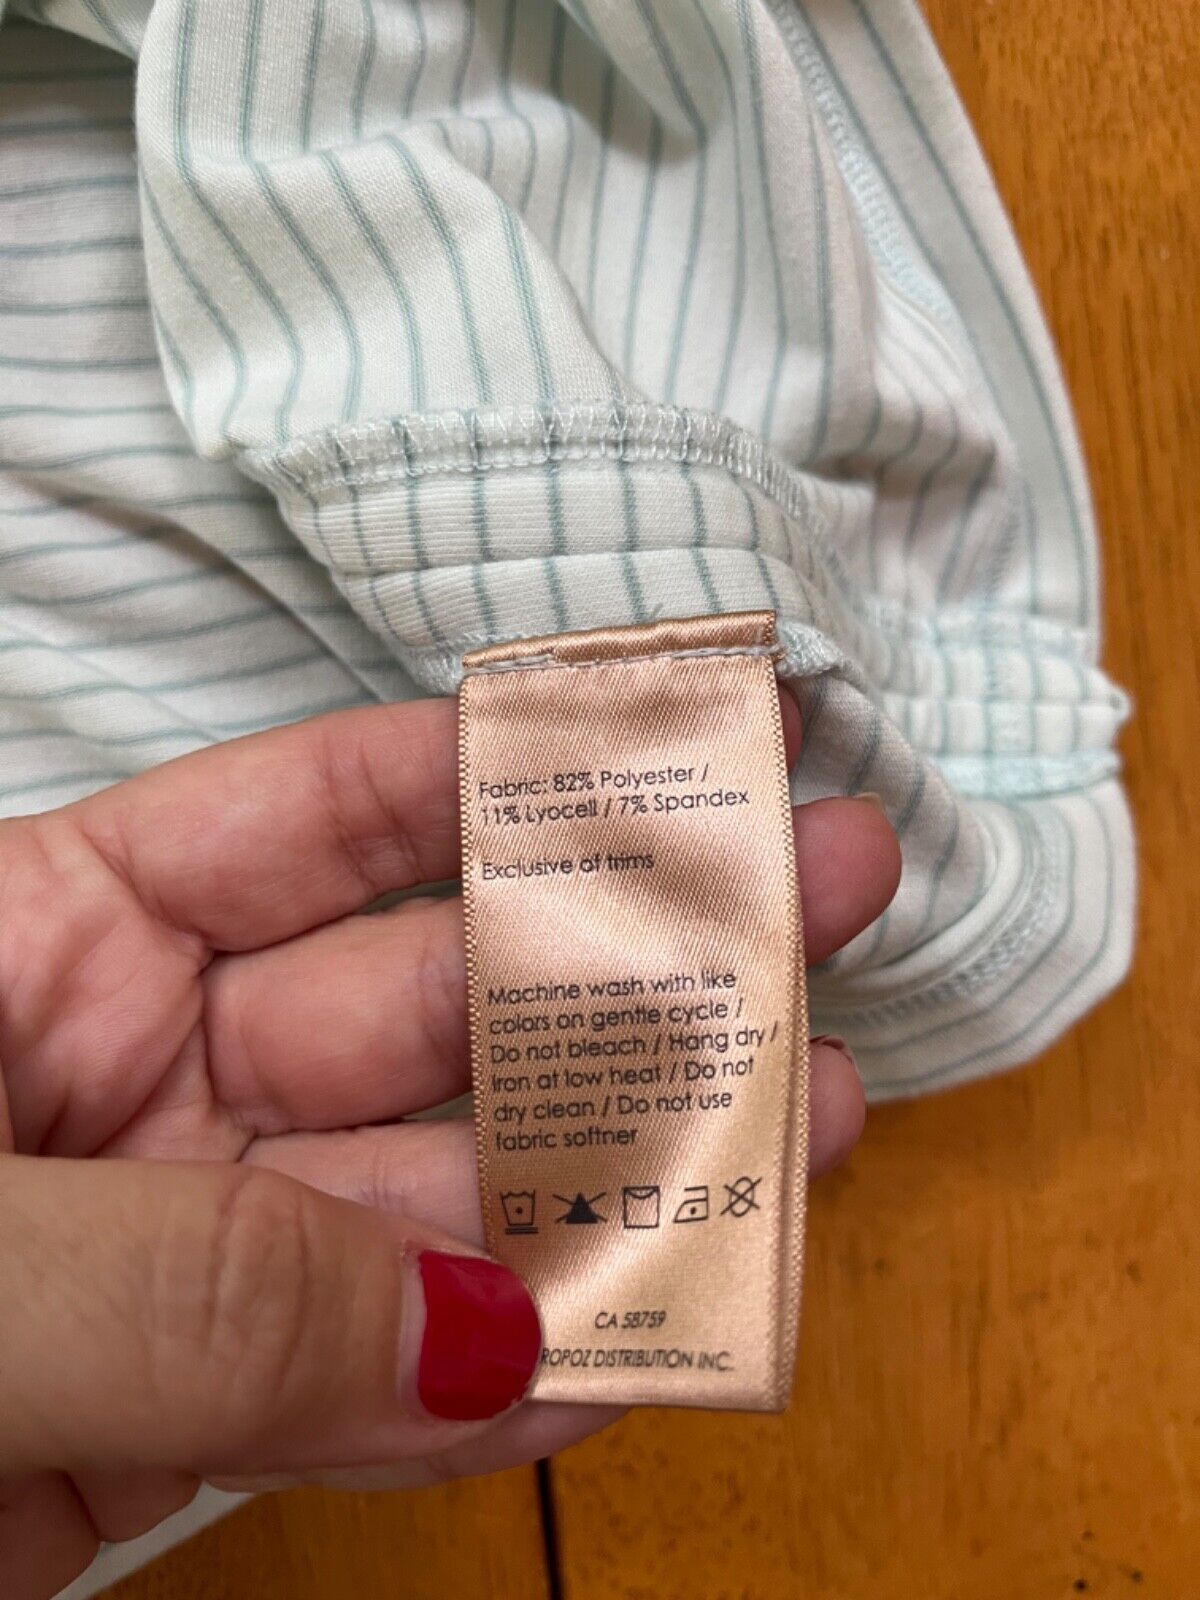 Fabric: 82% Polyester /
11% Lyocell / 7% Spandex
Exclusive of trims
Machine wash with like
colors on gentle cycle /
Do not bleach / Hang dry /
Iron at low heat / Do not
dry clean / Do not use
fabric softner
CA 58759
ROPOZ DISTRIBUTION INC.